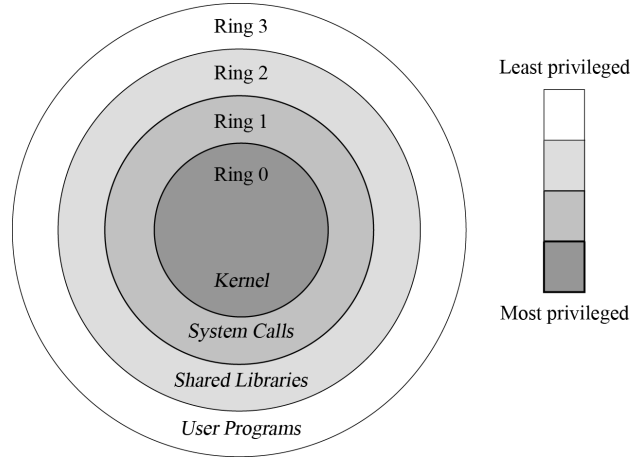 Ring 3
Ring 2
Ring 1
Ring 0
Kernel
System Calls
Shared Libraries
User Programs
Least privileged
Most privileged